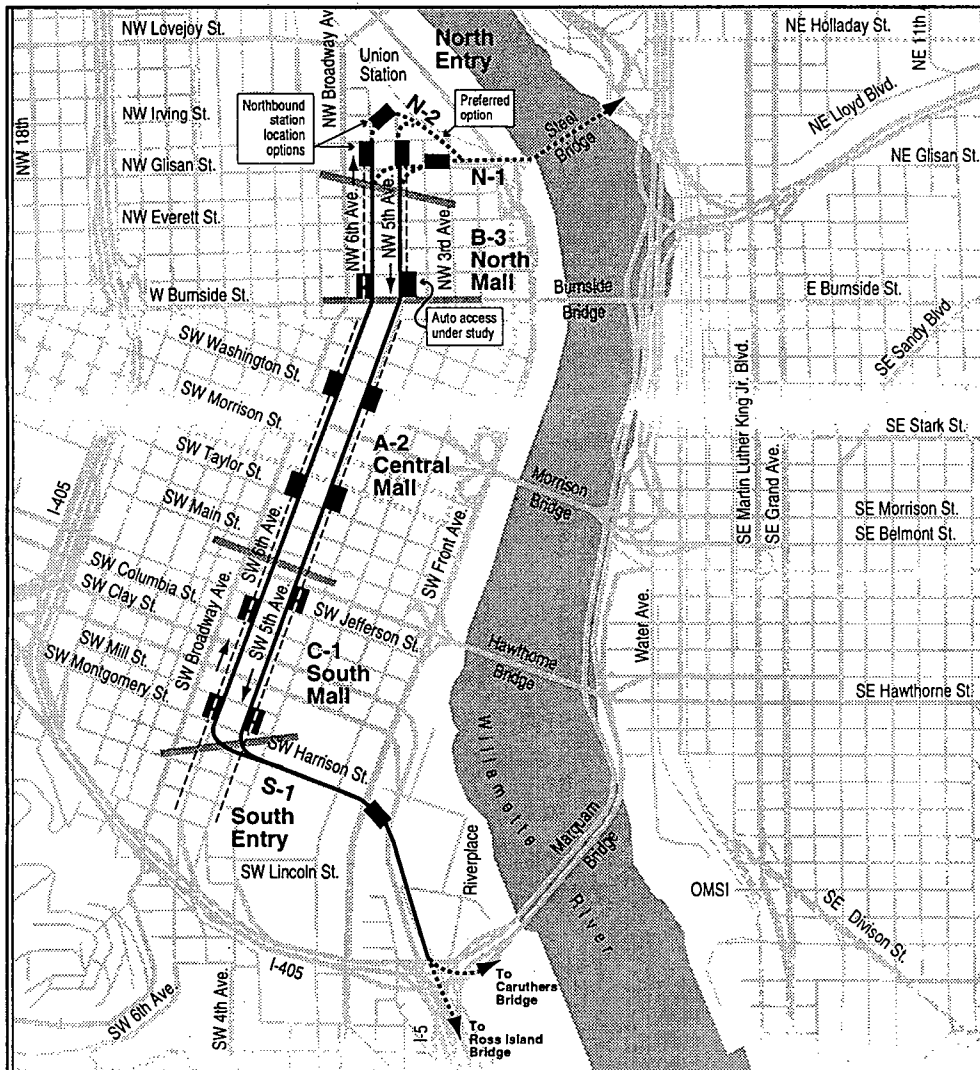 NW Lovejoy St.
NW Broadway Av
North
Entry
NE Holladay St.
NE 11th A
Union
Station
Northbound
station
location
options
N-2
Preferred
option
NW Irving St.
NW 18th
Steel
Bridge
NE Lloyd Blvd.
NW Glisan St.
N-1
NE Glisan St.
NW Everett St.
NW 6th Ave.
NW 5th Ave.
NW 3rd Ave.
B-3
North
Mall
W Burnside St.
Burnside
Bridge
E Burnside St.
Auto access
under study
SE Sandy Blvd.
SW Washington St.
SW Morrison St.
SE Martin Luther King Jr. Blvd.
SE Grand Ave.
SE Stark St.
A-2
Central
Mall
SW Taylor St.
I-405
SW Main St.
Morrison
Bridge
SE Morrison St.
SE Belmont St.
SW 6th Ave.
SW Front Ave.
SW Columbia St.
SW Clay St.
SW Broadway Ave.
SW 5th Ave.
SW Jefferson St.
Water Ave.
SW Mill St.
SW Montgomery St.
C-1
South
Mall
Hawthorne
Bridge
SE Hawthorne St.
SW Harrison St.
Willamette
River
S-1
South
Entry
Marquam
Bridge
Riverplace
SW Lincoln St.
OMSI
SE Divison St.
I-405
To
Caruthers
Bridge
SW 6th Ave.
SW 4th Ave.
I-5
To
Ross Island
Bridge